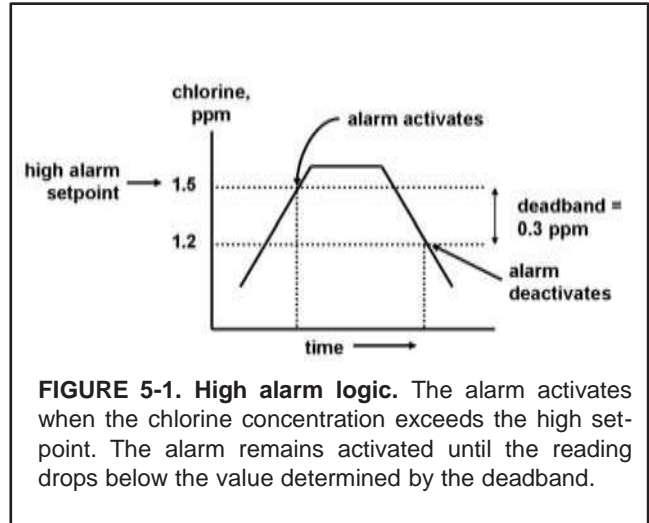 chlorine,
ppm
alarm activates
high alarm
setpoint
1.5
deadband =
0.3 ppm
1.2
alarm
deactivates
time
FIGURE 5-1. High alarm logic. The alarm activates
when the chlorine concentration exceeds the high set-
point. The alarm remains activated until the reading
drops below the value determined by the deadband.